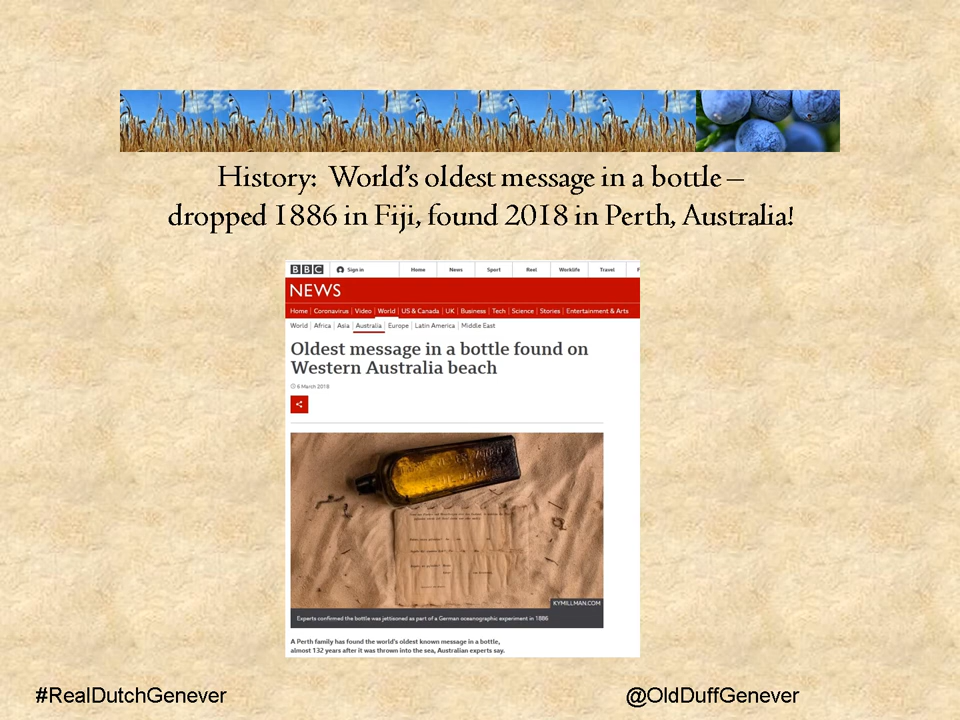 History: World's oldest message in a bottle –
dropped 1886 in Fiji, found 2018 in Perth, Australia!
BBC Sign in Home News Sport Reel Worklife Travel
NEWS
Home Coronavirus Video World US & Canada UK Business Tech Science Stories Entertainment & Arts
World Africa Asia Australia Europe Latin America Middle East
Oldest message in a bottle found on
Western Australia beach
6 March 2018
KYMILLMAN.COM
Experts confirmed the bottle was jettisoned as part of a German oceanographic experiment in 1886
A Perth family has found the world's oldest known message in a bottle,
almost 132 years after it was thrown into the sea, Australian experts say.
#RealDutchGenever @OldDuffGenever